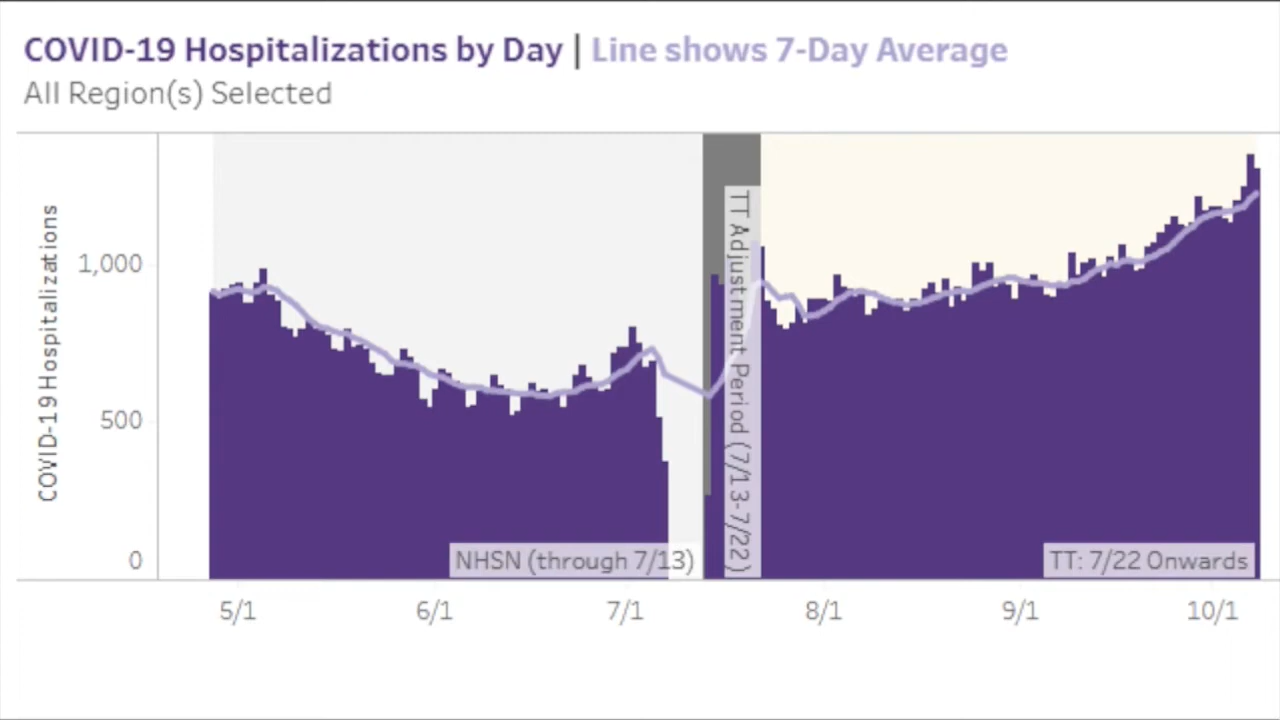 COVID-19 Hospitalizations by Day | Line shows 7-Day Average
All Region(s) Selected
COVID-19 Hospitalizations
1,000
500
0
NHSN (through 7/13)
TT Adjustment Period (7/13-7/22)
TT: 7/22 Onwards
5/1 6/1 7/1 8/1 9/1 10/1